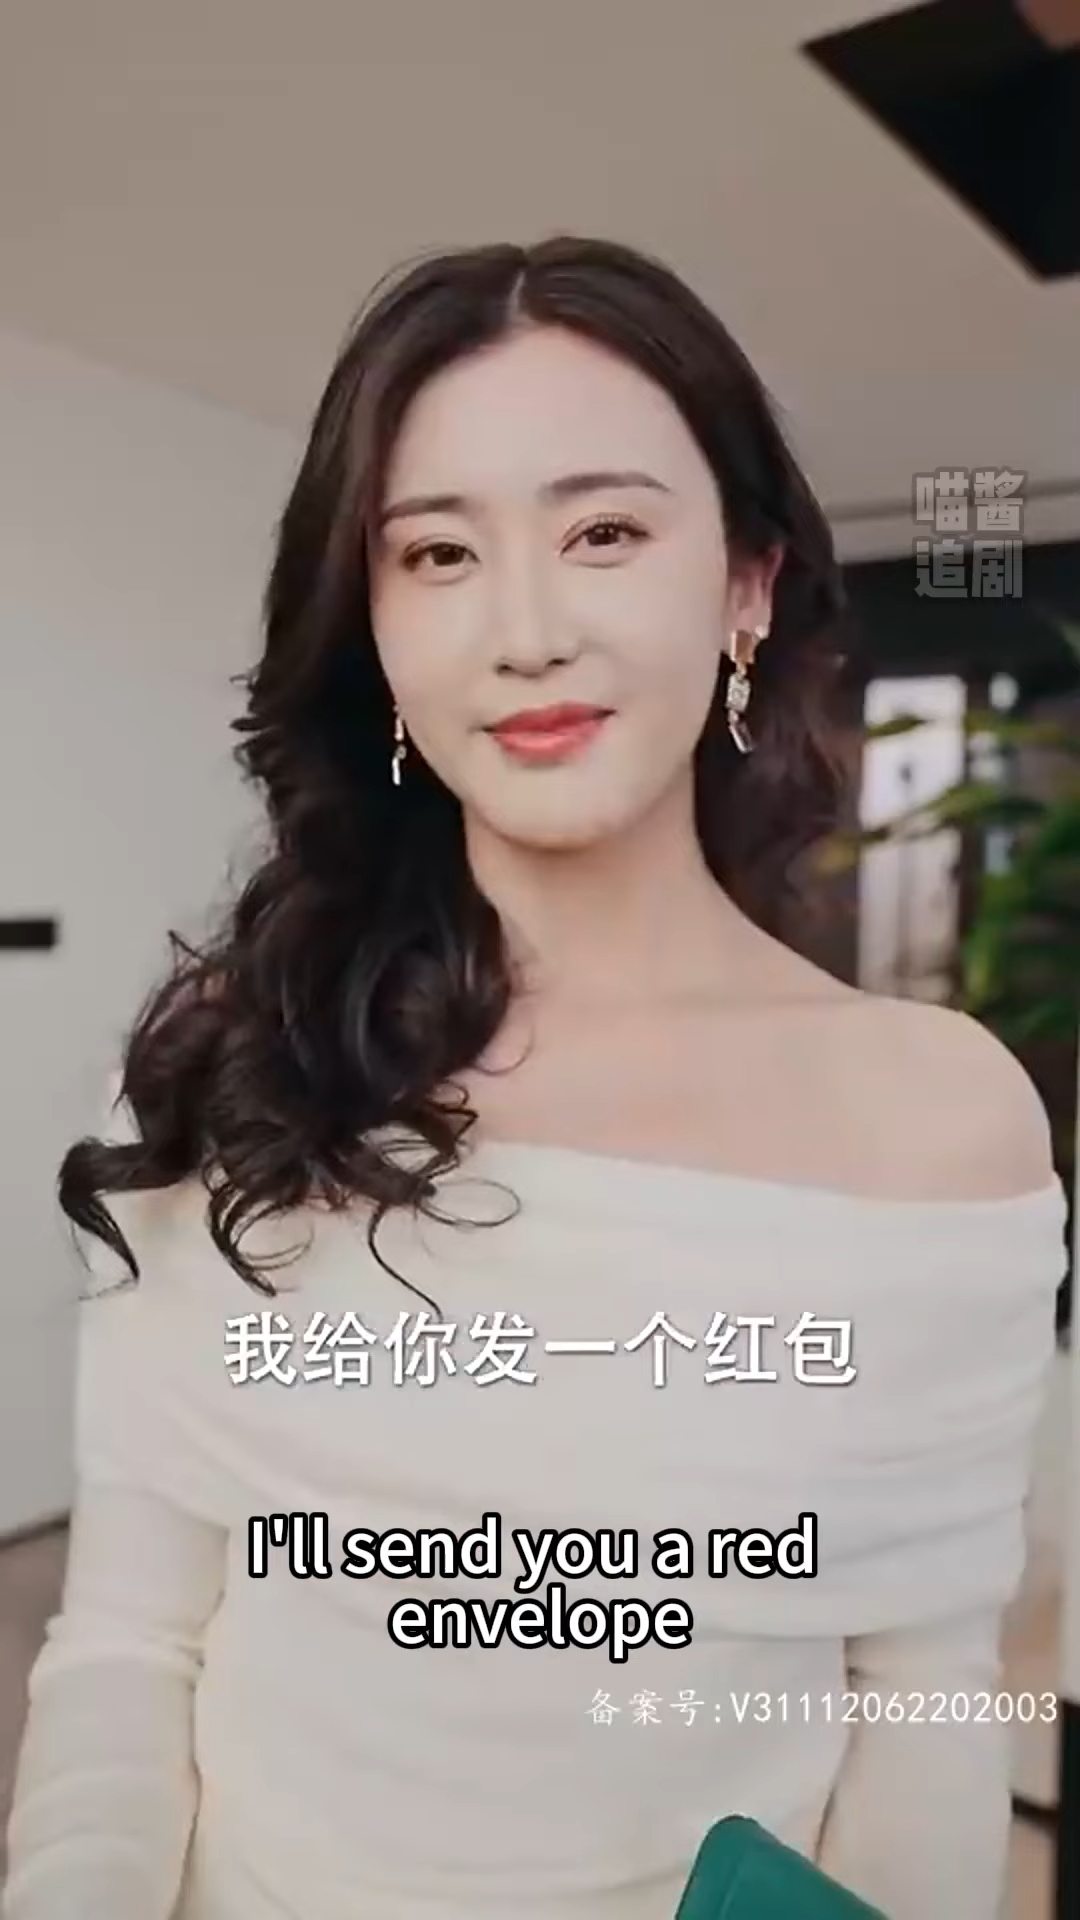 喵酱
追剧
我给你发一个红包
I'll send you a red
envelope
备案号:V31112062202003